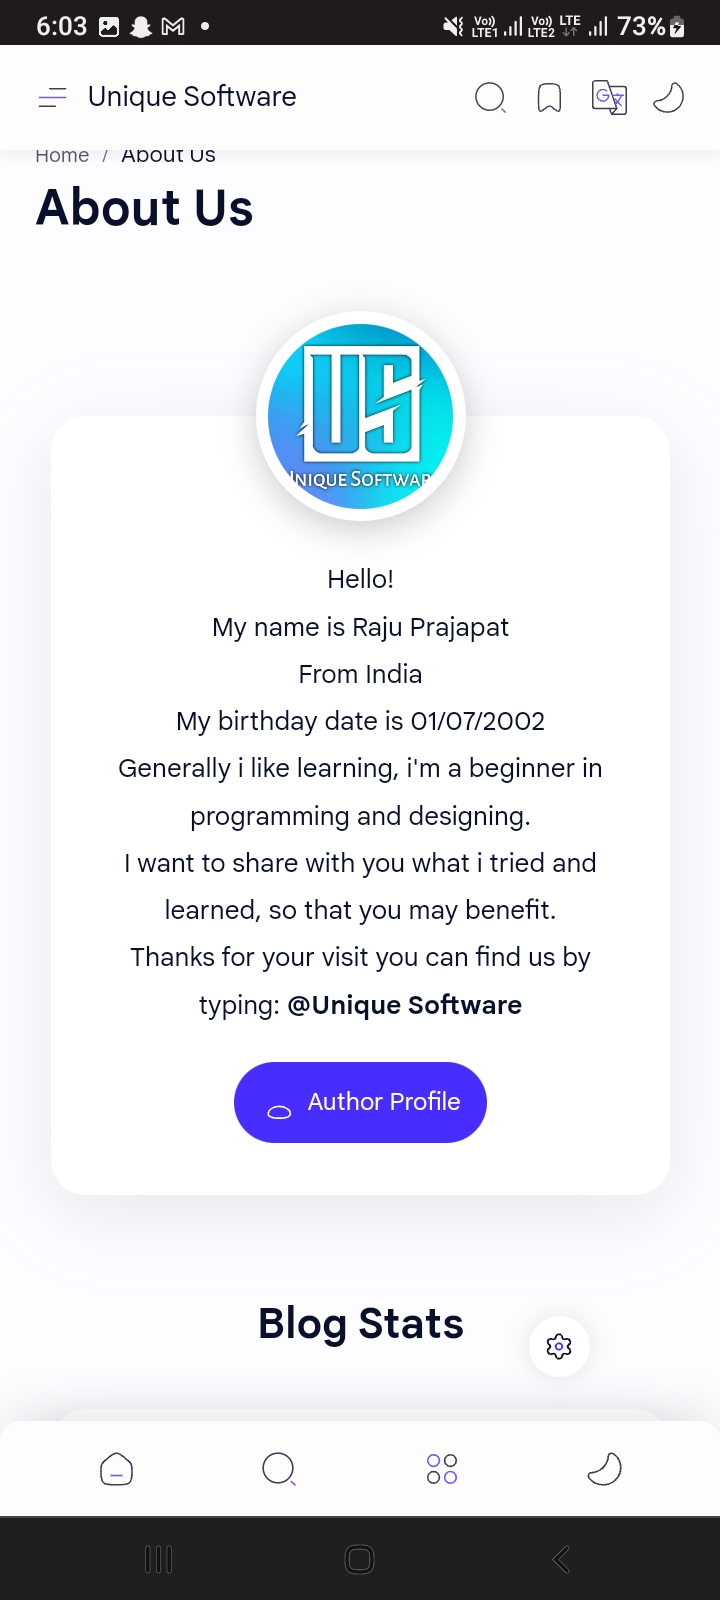 6:03
Vo)) LTE1 Vo)) LTE2 LTE 73%
Unique Software
Home / About Us
About Us
US
UNIQUE SOFTWAR
Hello!
My name is Raju Prajapat
From India
My birthday date is 01/07/2002
Generally i like learning, i'm a beginner in
programming and designing.
I want to share with you what i tried and
learned, so that you may benefit.
Thanks for your visit you can find us by
typing: @Unique Software
Author Profile
Blog Stats